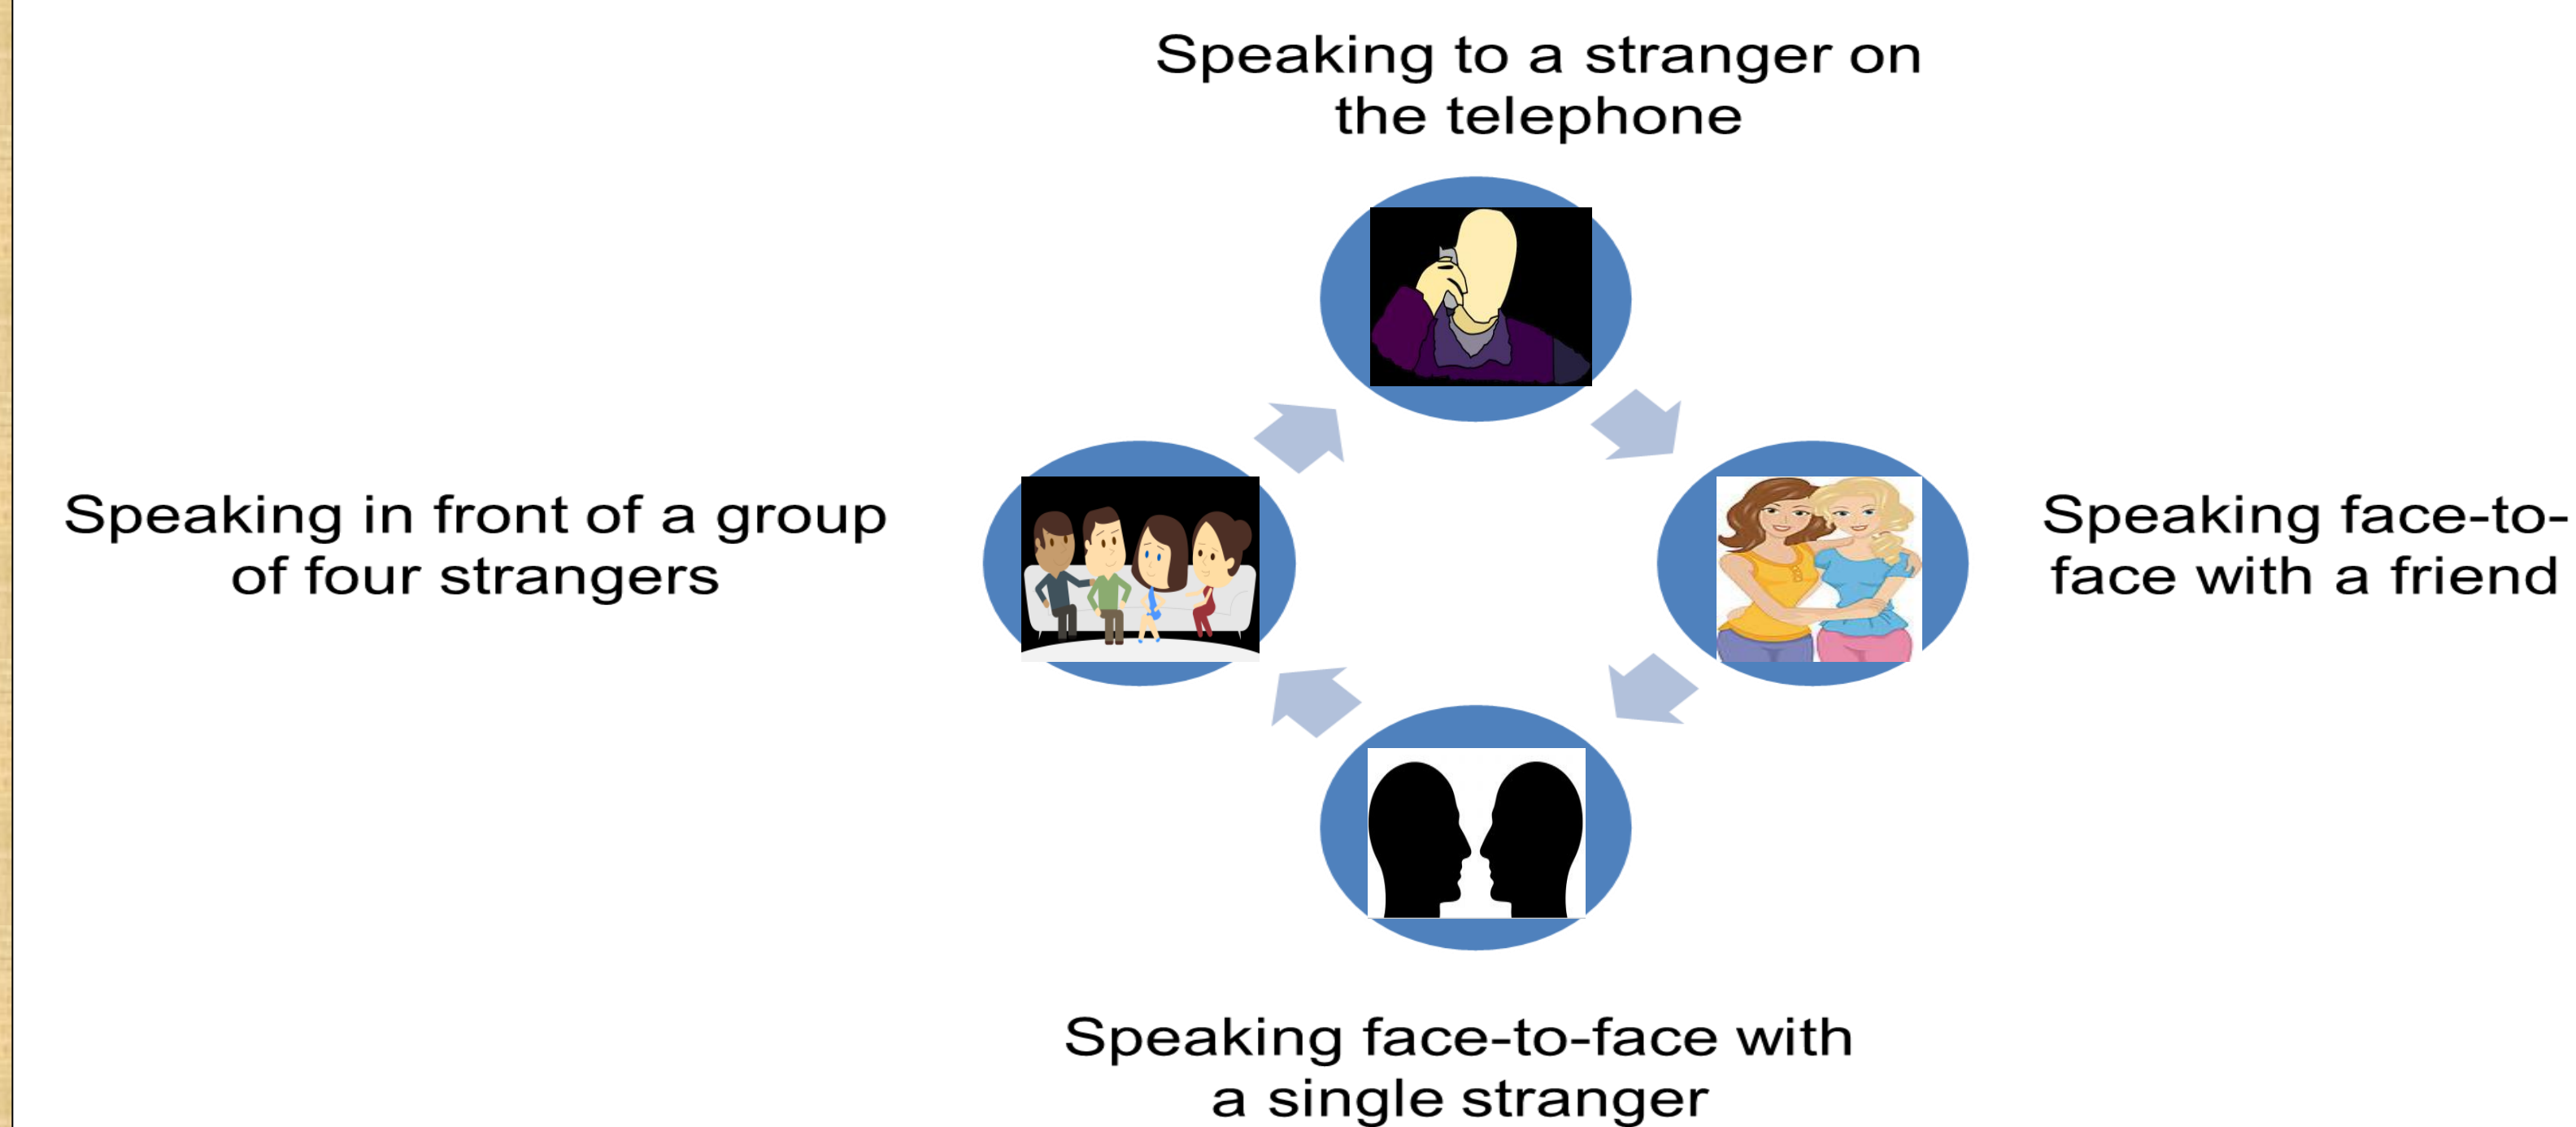 Speaking to a stranger on
the telephone
Speaking in front of a group
of four strangers
Speaking face-to-
face with a friend
Speaking face-to-face with
a single stranger